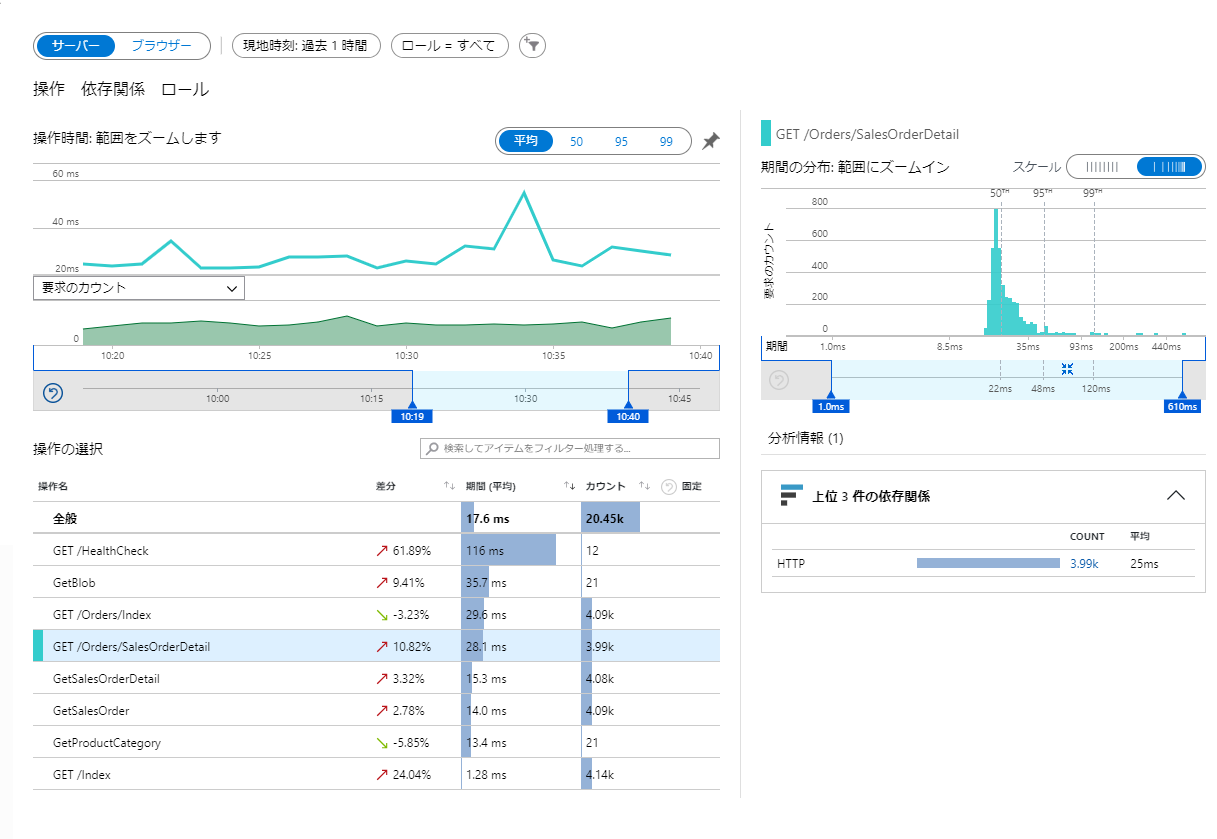 サーバー ブラウザー 現地時刻: 過去 1 時間 ロール = すべて
操作 依存関係 ロール
操作時間: 範囲をズームします 平均 50 95 99
60 ms
40 ms
20ms
要求のカウント
0
10:20 10:25 10:30 10:35 10:40
10:00 10:15 10:30 10:45
10:19 10:40
操作の選択 検索してアイテムをフィルター処理する...
操作名 差分 期間 (平均) カウント 固定
全般 17.6 ms 20.45k
GET /HealthCheck 61.89% 116 ms 12
GetBlob 9.41% 35.7 ms 21
GET /Orders/Index -3.23% 29.6 ms 4.09k
GET /Orders/SalesOrderDetail 10.82% 28.1 ms 3.99k
GetSalesOrderDetail 3.32% 15.3 ms 4.08k
GetSalesOrder 2.78% 14.0 ms 4.09k
GetProductCategory -5.85% 13.4 ms 21
GET /Index 24.04% 1.28 ms 4.14k
GET /Orders/SalesOrderDetail
期間の分布: 範囲にズームイン スケール
50TH 95TH 99TH
要求のカウント
800
600
400
200
0
期間 1.0ms 8.5ms 35ms 93ms 200ms 440ms
22ms 48ms 120ms
1.0ms 610ms
分析情報 (1)
上位 3 件の依存関係
COUNT 平均
HTTP 3.99k 25ms